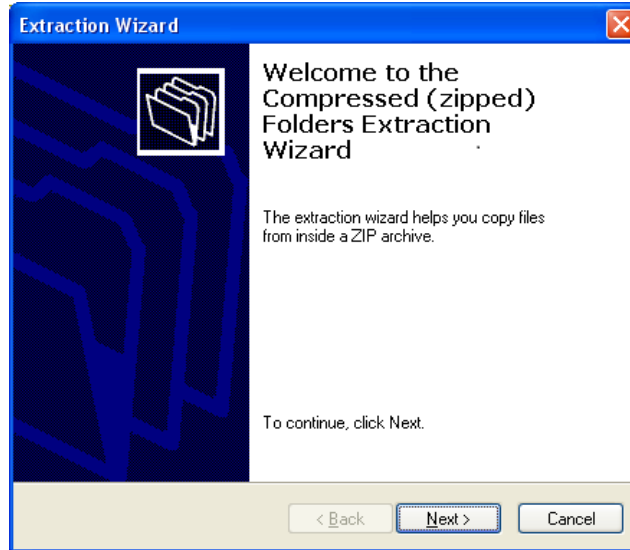 Extraction Wizard
Welcome to the
Compressed (zipped)
Folders Extraction
Wizard
The extraction wizard helps you copy files
from inside a ZIP archive.
To continue, click Next.
< Back Next > Cancel